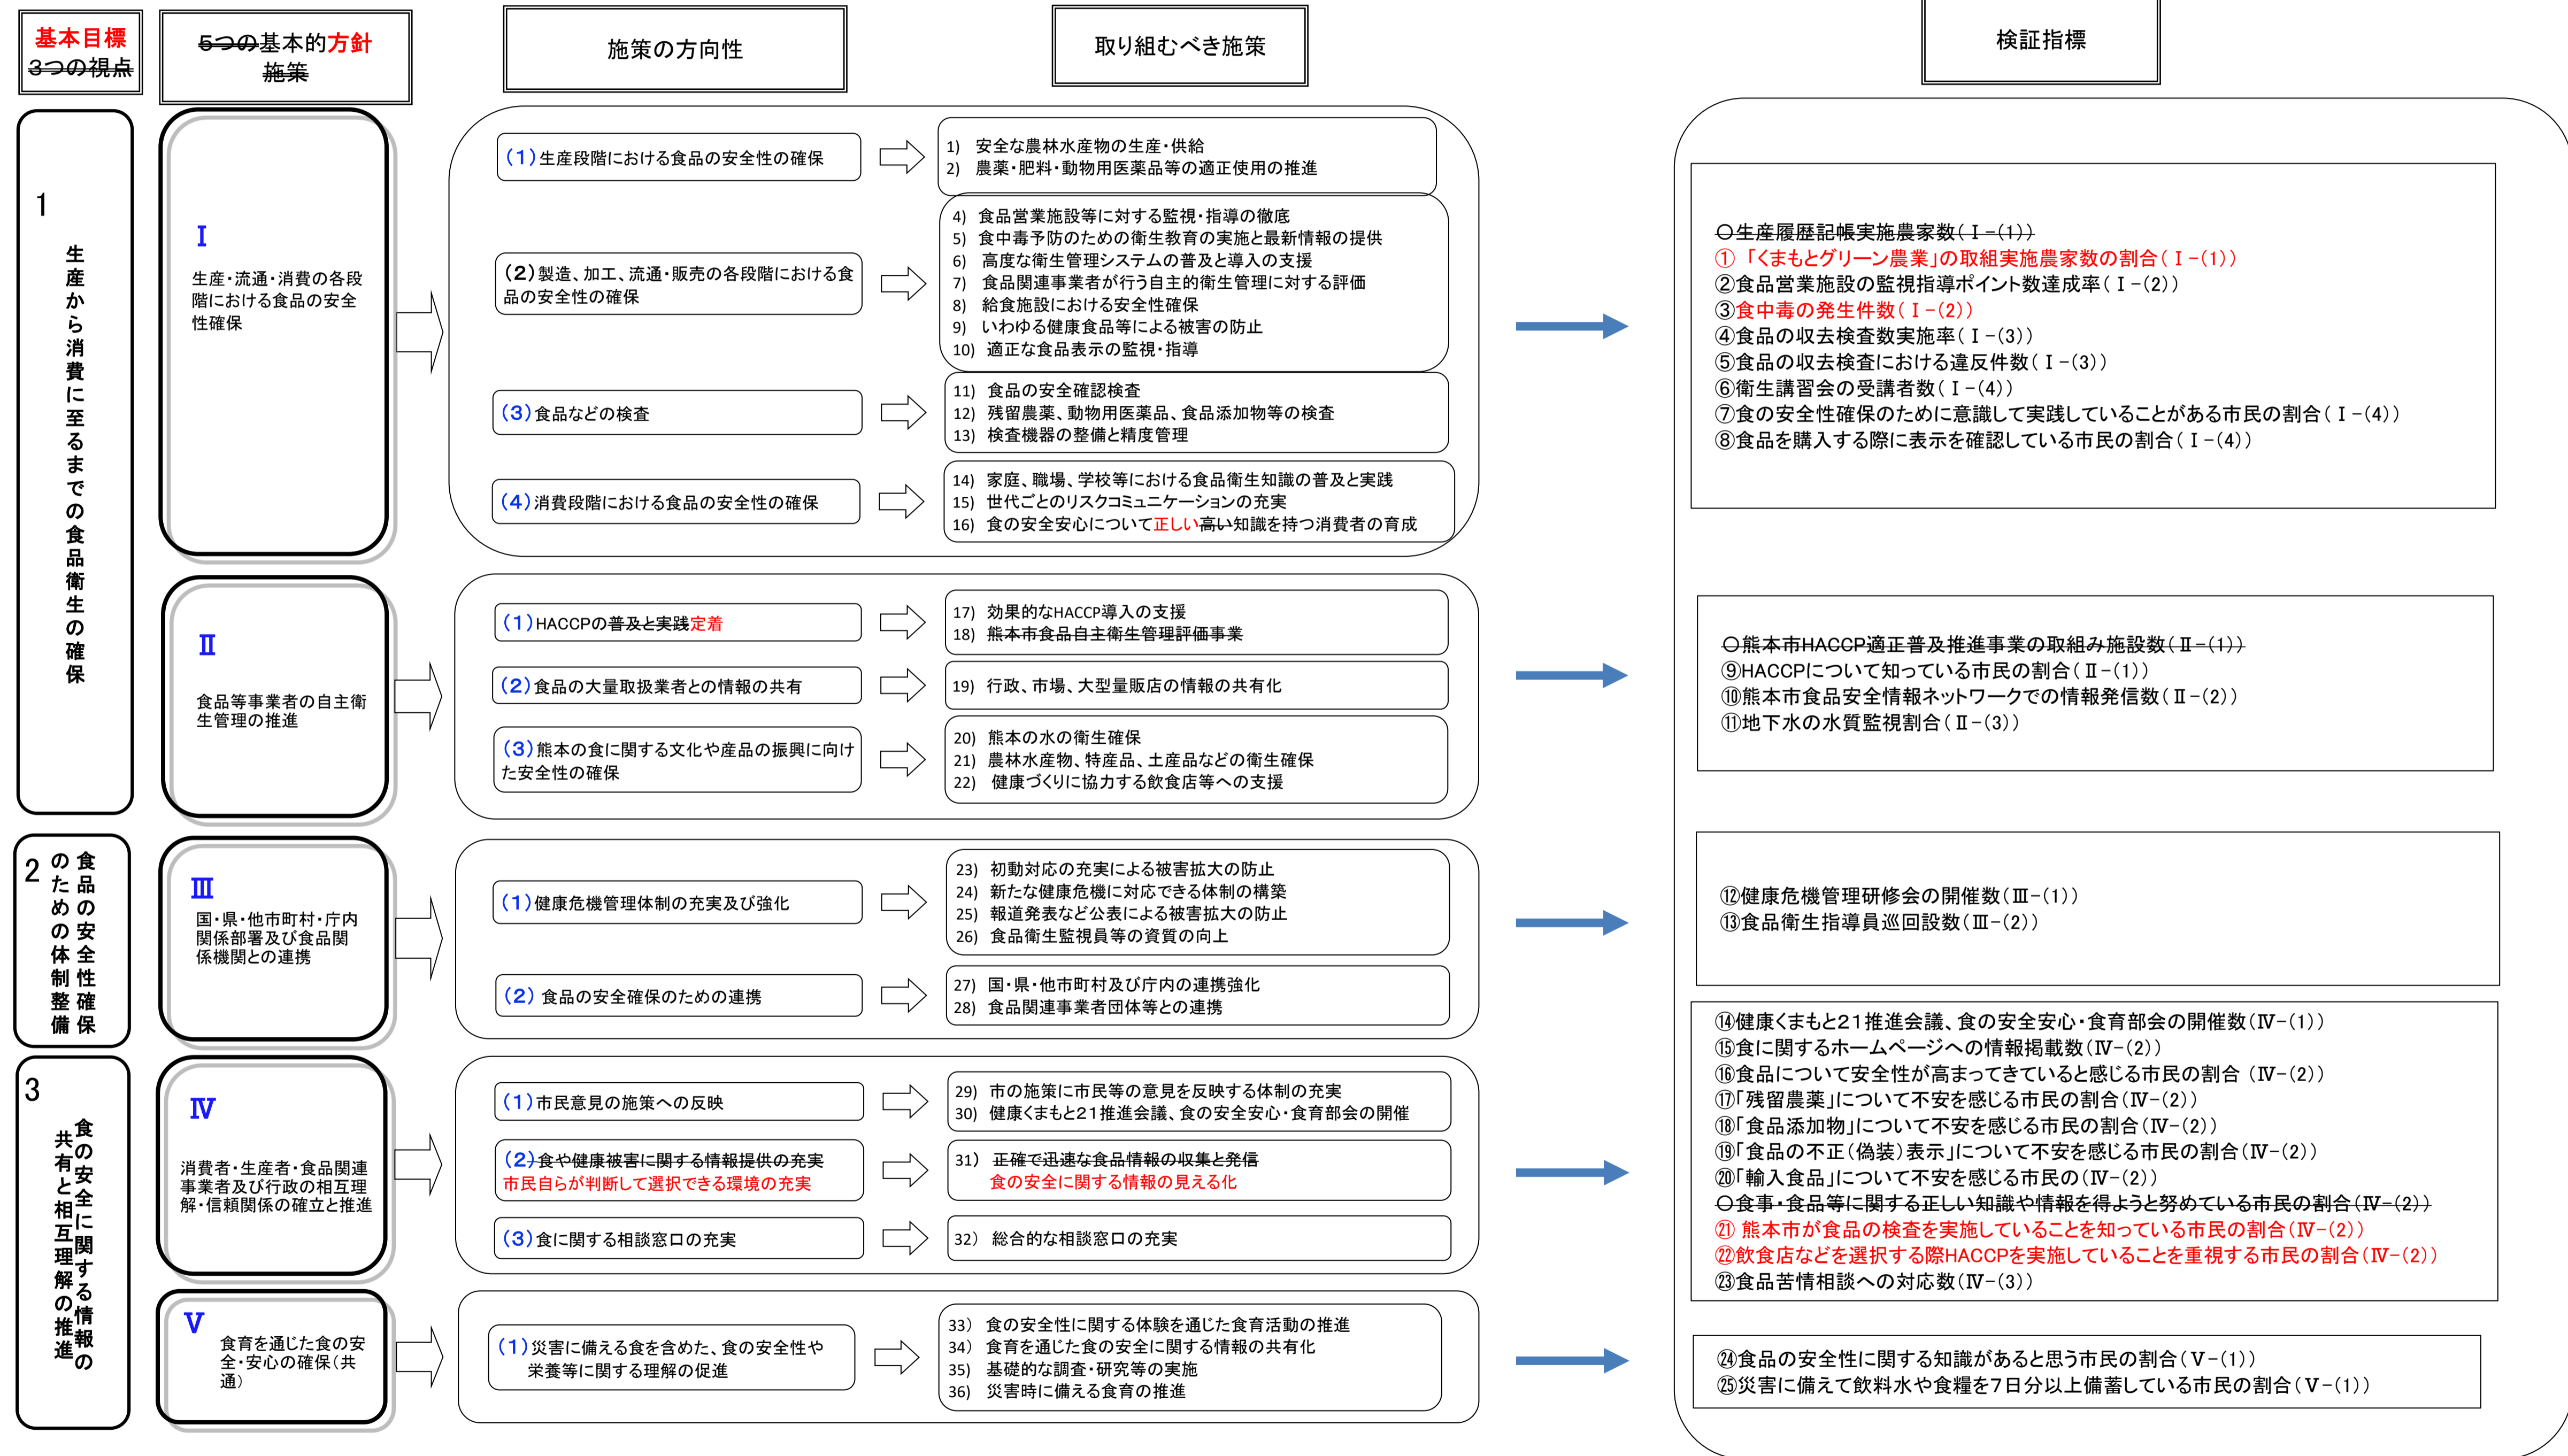 基本目標
3つの視点
5つの基本的方針
施策
施策の方向性
取り組むべき施策
検証指標
1
生産から消費に至るまでの食品衛生の確保
Ⅰ
生産・流通・消費の各段
階における食品の安全
性確保
(1)生産段階における食品の安全性の確保
1) 安全な農林水産物の生産・供給
2) 農薬・肥料・動物用医薬品等の適正使用の推進
(2)製造、加工、流通・販売の各段階における食
品の安全性の確保
4) 食品営業施設等に対する監視・指導の徹底
5) 食中毒予防のための衛生教育の実施と最新情報の提供
6) 高度な衛生管理システムの普及と導入の支援
7) 食品関連事業者が行う自主的衛生管理に対する評価
8) 給食施設における安全性確保
9) いわゆる健康食品等による被害の防止
10) 適正な食品表示の監視・指導
(3)食品などの検査
11) 食品の安全確認検査
12) 残留農薬、動物用医薬品、食品添加物等の検査
13) 検査機器の整備と精度管理
(4)消費段階における食品の安全性の確保
14) 家庭、職場、学校等における食品衛生知識の普及と実践
15) 世代ごとのリスクコミュニケーションの充実
16) 食の安全安心について正しい高い知識を持つ消費者の育成
○生産履歴記帳実施農家数(Ⅰ-(1))
① 「くまもとグリーン農業」の取組実施農家数の割合(Ⅰ-(1))
②食品営業施設の監視指導ポイント数達成率(Ⅰ-(2))
③食中毒の発生件数(Ⅰ-(2))
④食品の収去検査数実施率(Ⅰ-(3))
⑤食品の収去検査における違反件数(Ⅰ-(3))
⑥衛生講習会の受講者数(Ⅰ-(4))
⑦食の安全性確保のために意識して実践していることがある市民の割合(Ⅰ-(4))
⑧食品を購入する際に表示を確認している市民の割合(Ⅰ-(4))
Ⅱ
食品等事業者の自主衛
生管理の推進
(1)HACCPの普及と実践定着
17) 効果的なHACCP導入の支援
18) 熊本市食品自主衛生管理評価事業
(2)食品の大量取扱業者との情報の共有
19) 行政、市場、大型量販店の情報の共有化
(3)熊本の食に関する文化や産品の振興に向け
た安全性の確保
20) 熊本の水の衛生確保
21) 農林水産物、特産品、土産品などの衛生確保
22) 健康づくりに協力する飲食店等への支援
○熊本市HACCP適正普及推進事業の取組み施設数(Ⅱ-(1))
⑨HACCPについて知っている市民の割合(Ⅱ-(1))
⑩熊本市食品安全情報ネットワークでの情報発信数(Ⅱ-(2))
⑪地下水の水質監視割合(Ⅱ-(3))
2
食品の安全性確保
のための体制整備
Ⅲ
国・県・他市町村・庁内
関係部署及び食品関
係機関との連携
(1)健康危機管理体制の充実及び強化
23) 初動対応の充実による被害拡大の防止
24) 新たな健康危機に対応できる体制の構築
25) 報道発表など公表による被害拡大の防止
26) 食品衛生監視員等の資質の向上
(2) 食品の安全確保のための連携
27) 国・県・他市町村及び庁内の連携強化
28) 食品関連事業者団体等との連携
⑫健康危機管理研修会の開催数(Ⅲ-(1))
⑬食品衛生指導員巡回設数(Ⅲ-(2))
3
食の安全に関する情報の
共有と相互理解の推進
Ⅳ
消費者・生産者・食品関連
事業者及び行政の相互理
解・信頼関係の確立と推進
(1)市民意見の施策への反映
29) 市の施策に市民等の意見を反映する体制の充実
30) 健康くまもと21推進会議、食の安全安心・食育部会の開催
(2)食や健康被害に関する情報提供の充実
市民自らが判断して選択できる環境の充実
31) 正確で迅速な食品情報の収集と発信
食の安全に関する情報の見える化
(3)食に関する相談窓口の充実
32) 総合的な相談窓口の充実
⑭健康くまもと21推進会議、食の安全安心・食育部会の開催数(Ⅳ-(1))
⑮食に関するホームページへの情報掲載数(Ⅳ-(2))
⑯食品について安全性が高まってきていると感じる市民の割合 (Ⅳ-(2))
⑰「残留農薬」について不安を感じる市民の割合(Ⅳ-(2))
⑱「食品添加物」について不安を感じる市民の割合(Ⅳ-(2))
⑲「食品の不正(偽装)表示」について不安を感じる市民の割合(Ⅳ-(2))
⑳「輸入食品」について不安を感じる市民の(Ⅳ-(2))
○食事・食品等に関する正しい知識や情報を得ようと努めている市民の割合(Ⅳ-(2))
㉑ 熊本市が食品の検査を実施していることを知っている市民の割合(Ⅳ-(2))
㉒飲食店などを選択する際HACCPを実施していることを重視する市民の割合(Ⅳ-(2))
㉓食品苦情相談への対応数(Ⅳ-(3))
Ⅴ
食育を通じた食の安
全・安心の確保(共
通)
(1)災害に備える食を含めた、食の安全性や
栄養等に関する理解の促進
33) 食の安全性に関する体験を通じた食育活動の推進
34) 食育を通じた食の安全に関する情報の共有化
35) 基礎的な調査・研究等の実施
36) 災害時に備える食育の推進
㉔食品の安全性に関する知識があると思う市民の割合(Ⅴ-(1))
㉕災害に備えて飲料水や食糧を7日分以上備蓄している市民の割合(Ⅴ-(1))